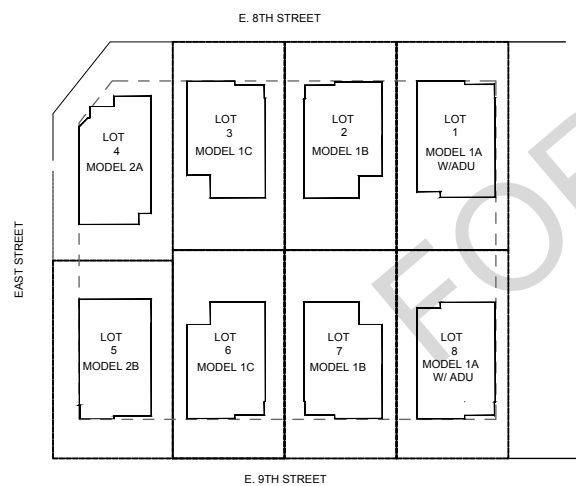 E. 8TH STREET
LOT
4
MODEL 2A
LOT
3
MODEL 1C
LOT
2
MODEL 1B
LOT
1
MODEL 1A
W/ADU
EAST STREET
LOT
5
MODEL 2B
LOT
6
MODEL 1C
LOT
7
MODEL 1B
LOT
8
MODEL 1A
W/ ADU
E. 9TH STREET
FOR